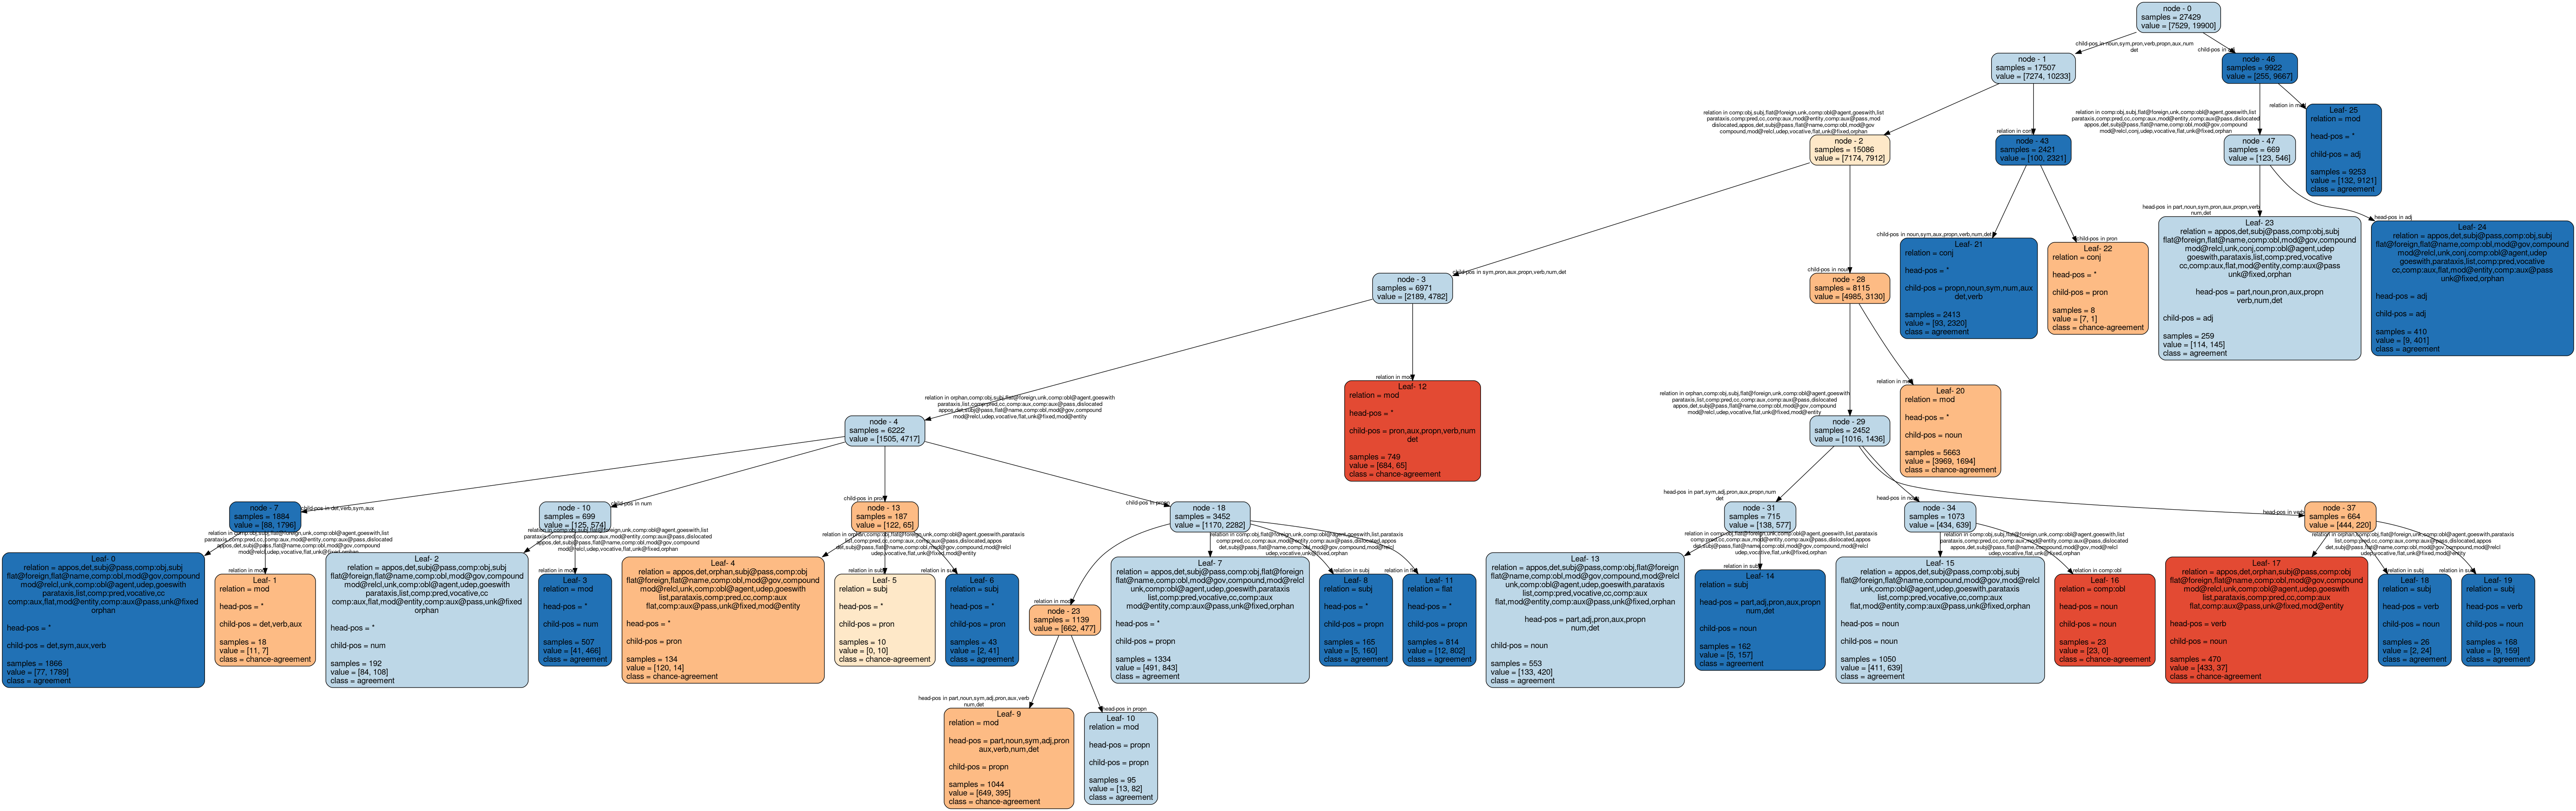 node - 0
samples = 27429
value = [7529, 19900]
child-pos in noun,sym,pron,verb,propn,aux,num
det
child-pos in adj
node - 1
samples = 17507
value = [7274, 10233]
node - 46
samples = 9922
value = [255, 9667]
relation in comp:obj,subj,flat@foreign,unk,comp:obl@agent,goeswith,list
parataxis,comp:pred,cc,comp:aux,mod@entity,comp:aux@pass,mod
dislocated,appos,det,subj@pass,flat@name,comp:obl,mod@gov
compound,mod@relcl,udep,vocative,flat,unk@fixed,orphan
relation in conj
relation in comp:obj,subj,flat@foreign,unk,comp:obl@agent,goeswith,list
parataxis,comp:pred,cc,comp:aux,mod@entity,comp:aux@pass,dislocated
appos,det,subj@pass,flat@name,comp:obl,mod@gov,compound
mod@relcl,conj,udep,vocative,flat,unk@fixed,orphan
relation in mod
Leaf- 25
relation = mod
head-pos = *
child-pos = adj
samples = 9253
value = [132, 9121]
class = agreement
node - 2
samples = 15086
value = [7174, 7912]
node - 43
samples = 2421
value = [100, 2321]
node - 47
samples = 669
value = [123, 546]
child-pos in sym,pron,aux,propn,verb,num,det
child-pos in noun
child-pos in noun,sym,aux,propn,verb,num,det
child-pos in pron
head-pos in part,noun,sym,pron,aux,propn,verb
num,det
head-pos in adj
Leaf- 21
relation = conj
head-pos = *
child-pos = propn,noun,sym,num,aux
det,verb
samples = 2413
value = [93, 2320]
class = agreement
Leaf- 22
relation = conj
head-pos = *
child-pos = pron
samples = 8
value = [7, 1]
class = chance-agreement
Leaf- 23
relation = appos,det,subj@pass,comp:obj,subj
flat@foreign,flat@name,comp:obl,mod@gov,compound
mod@relcl,unk,conj,comp:obl@agent,udep
goeswith,parataxis,list,comp:pred,vocative
cc,comp:aux,flat,mod@entity,comp:aux@pass
unk@fixed,orphan
head-pos = part,noun,pron,aux,propn
verb,num,det
child-pos = adj
samples = 259
value = [114, 145]
class = agreement
Leaf- 24
relation = appos,det,subj@pass,comp:obj,subj
flat@foreign,flat@name,comp:obl,mod@gov,compound
mod@relcl,unk,conj,comp:obl@agent,udep
goeswith,parataxis,list,comp:pred,vocative
cc,comp:aux,flat,mod@entity,comp:aux@pass
unk@fixed,orphan
head-pos = adj
child-pos = adj
samples = 410
value = [9, 401]
class = agreement
node - 3
samples = 6971
value = [2189, 4782]
node - 28
samples = 8115
value = [4985, 3130]
relation in orphan,comp:obj,subj,flat@foreign,unk,comp:obl@agent,goeswith
parataxis,list,comp:pred,cc,comp:aux,comp:aux@pass,dislocated
appos,det,subj@pass,flat@name,comp:obl,mod@gov,compound
mod@relcl,udep,vocative,flat,unk@fixed,mod@entity
relation in mod
Leaf- 12
relation = mod
head-pos = *
child-pos = pron,aux,propn,verb,num
det
samples = 749
value = [684, 65]
class = chance-agreement
relation in orphan,comp:obj,subj,flat@foreign,unk,comp:obl@agent,goeswith
parataxis,list,comp:pred,cc,comp:aux,comp:aux@pass,dislocated
appos,det,subj@pass,flat@name,comp:obl,mod@gov,compound
mod@relcl,udep,vocative,flat,unk@fixed,mod@entity
Leaf- 20
relation = mod
head-pos = *
child-pos = noun
samples = 5663
value = [3969, 1694]
class = chance-agreement
node - 4
samples = 6222
value = [1505, 4717]
node - 29
samples = 2452
value = [1016, 1436]
child-pos in det,verb,sym,aux
child-pos in num
child-pos in pron
child-pos in propn
head-pos in part,sym,adj,pron,aux,propn,num
det
head-pos in noun
head-pos in verb
node - 7
samples = 1884
value = [88, 1796]
node - 10
samples = 699
value = [125, 574]
node - 13
samples = 187
value = [122, 65]
node - 18
samples = 3452
value = [1170, 2282]
node - 31
samples = 715
value = [138, 577]
node - 34
samples = 1073
value = [434, 639]
node - 37
samples = 664
value = [444, 220]
Leaf- 0
relation = appos,det,subj@pass,comp:obj,subj
flat@foreign,flat@name,comp:obl,mod@gov,compound
mod@relcl,unk,comp:obl@agent,udep,goeswith
parataxis,list,comp:pred,vocative,cc
comp:aux,flat,mod@entity,comp:aux@pass,unk@fixed
orphan
head-pos = *
child-pos = det,sym,aux,verb
samples = 1866
value = [77, 1789]
class = agreement
Leaf- 1
relation = mod
head-pos = *
child-pos = det,verb,aux
samples = 18
value = [11, 7]
class = chance-agreement
Leaf- 2
relation = appos,det,subj@pass,comp:obj,subj
flat@foreign,flat@name,comp:obl,mod@gov,compound
mod@relcl,unk,comp:obl@agent,udep,goeswith
parataxis,list,comp:pred,vocative,cc
comp:aux,flat,mod@entity,comp:aux@pass,unk@fixed
orphan
head-pos = *
child-pos = num
samples = 192
value = [84, 108]
class = agreement
Leaf- 3
relation = mod
head-pos = *
child-pos = num
samples = 507
value = [41, 466]
class = agreement
Leaf- 4
relation = appos,det,orphan,subj@pass,comp:obj
flat@foreign,flat@name,comp:obl,mod@gov,compound
mod@relcl,unk,comp:obl@agent,udep,goeswith
list,parataxis,comp:pred,cc,comp:aux
flat,comp:aux@pass,unk@fixed,mod@entity
head-pos = *
child-pos = pron
samples = 134
value = [120, 14]
class = chance-agreement
Leaf- 5
relation = subj
head-pos = *
child-pos = pron
samples = 10
value = [0, 10]
class = chance-agreement
Leaf- 6
relation = subj
head-pos = *
child-pos = pron
samples = 43
value = [2, 41]
class = agreement
node - 23
samples = 1139
value = [662, 477]
Leaf- 7
relation = appos,det,subj@pass,comp:obj,flat@foreign
flat@name,comp:obl,mod@gov,compound,mod@relcl
unk,comp:obl@agent,udep,goeswith,parataxis
list,comp:pred,vocative,cc,comp:aux
mod@entity,comp:aux@pass,unk@fixed,orphan
head-pos = *
child-pos = propn
samples = 1334
value = [491, 843]
class = agreement
Leaf- 8
relation = subj
head-pos = *
child-pos = propn
samples = 165
value = [5, 160]
class = agreement
Leaf- 11
relation = flat
head-pos = *
child-pos = propn
samples = 814
value = [12, 802]
class = agreement
Leaf- 13
relation = appos,det,subj@pass,comp:obj,flat@foreign
flat@name,comp:obl,mod@gov,compound,mod@relcl
unk,comp:obl@agent,udep,goeswith,parataxis
list,comp:pred,vocative,cc,comp:aux
flat,mod@entity,comp:aux@pass,unk@fixed,orphan
head-pos = part,adj,pron,aux,propn
num,det
child-pos = noun
samples = 553
value = [133, 420]
class = agreement
Leaf- 14
relation = subj
head-pos = part,adj,pron,aux,propn
num,det
child-pos = noun
samples = 162
value = [5, 157]
class = agreement
Leaf- 15
relation = appos,det,subj@pass,comp:obj,subj
flat@foreign,flat@name,comp:obl,mod@gov,compound
mod@relcl,unk,comp:obl@agent,udep,goeswith
parataxis,list,comp:pred,vocative,cc,comp:aux
flat,mod@entity,comp:aux@pass,unk@fixed,orphan
head-pos = noun
child-pos = noun
samples = 1050
value = [411, 639]
class = agreement
Leaf- 16
relation = comp:obl
head-pos = noun
child-pos = noun
samples = 23
value = [23, 0]
class = chance-agreement
Leaf- 17
relation = appos,det,orphan,subj@pass,comp:obj
flat@foreign,flat@name,comp:obl,mod@gov,compound
mod@relcl,unk,comp:obl@agent,udep,goeswith
list,parataxis,comp:pred,cc,comp:aux
flat,comp:aux@pass,unk@fixed,mod@entity
head-pos = verb
child-pos = noun
samples = 470
value = [433, 37]
class = chance-agreement
Leaf- 18
relation = subj
head-pos = verb
child-pos = noun
samples = 26
value = [2, 24]
class = agreement
Leaf- 19
relation = subj
head-pos = verb
child-pos = noun
samples = 168
value = [9, 159]
class = agreement
head-pos in part,noun,sym,adj,pron,aux,verb
num,det
head-pos in propn
Leaf- 9
relation = mod
head-pos = part,noun,sym,adj,pron
aux,verb,num,det
child-pos = propn
samples = 1044
value = [649, 395]
class = chance-agreement
Leaf- 10
relation = mod
head-pos = propn
child-pos = propn
samples = 95
value = [13, 82]
class = agreement